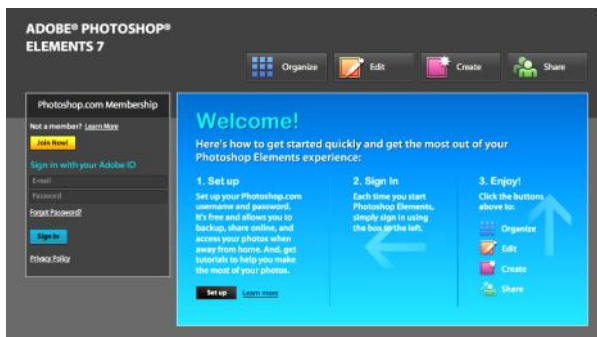 ADOBE® PHOTOSHOP®
ELEMENTS 7
Organize
Edit
Create
Share
Photoshop.com Membership
Not a member? Learn More
Join Now!
Sign in with your Adobe ID
E-mail
Password
Forgot Password?
Sign In
Privacy Policy
Welcome!
Here's how to get started quickly and get the most out of your
Photoshop Elements experience:
1. Set up
Set up your Photoshop.com
username and password.
It's free and allows you to
backup, share online, and
access your photos when
away from home. And, get
tutorials to help you make
the most of your photos.
Set up
Learn more
2. Sign In
Each time you start
Photoshop Elements,
simply sign in using
the box to the left.
3. Enjoy!
Click the buttons
above to:
Organize
Edit
Create
Share